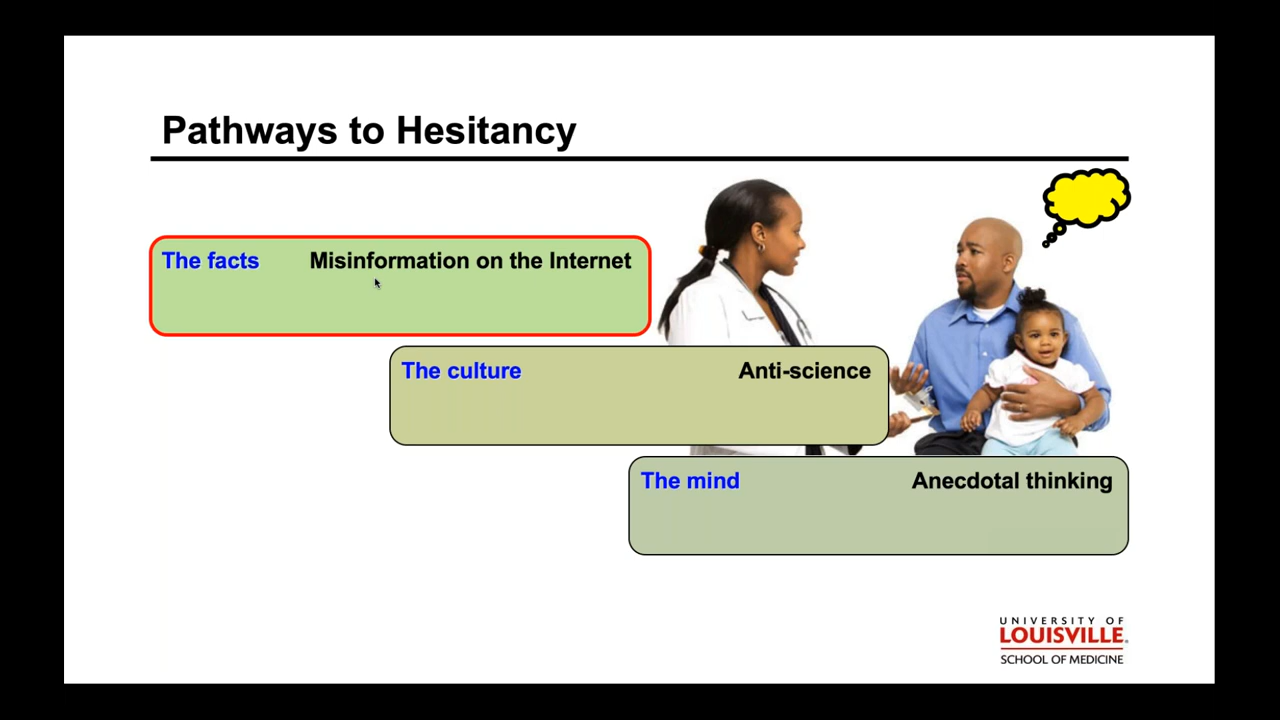 Pathways to Hesitancy
The facts Misinformation on the Internet
The culture Anti-science
The mind Anecdotal thinking
UNIVERSITY OF
LOUISVILLE.
SCHOOL OF MEDICINE